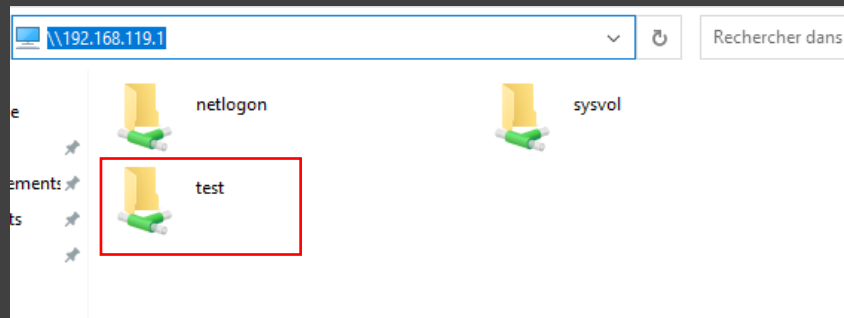 \\192.168.119.1
Rechercher dans
e
netlogon
sysvol
ements
test
ts